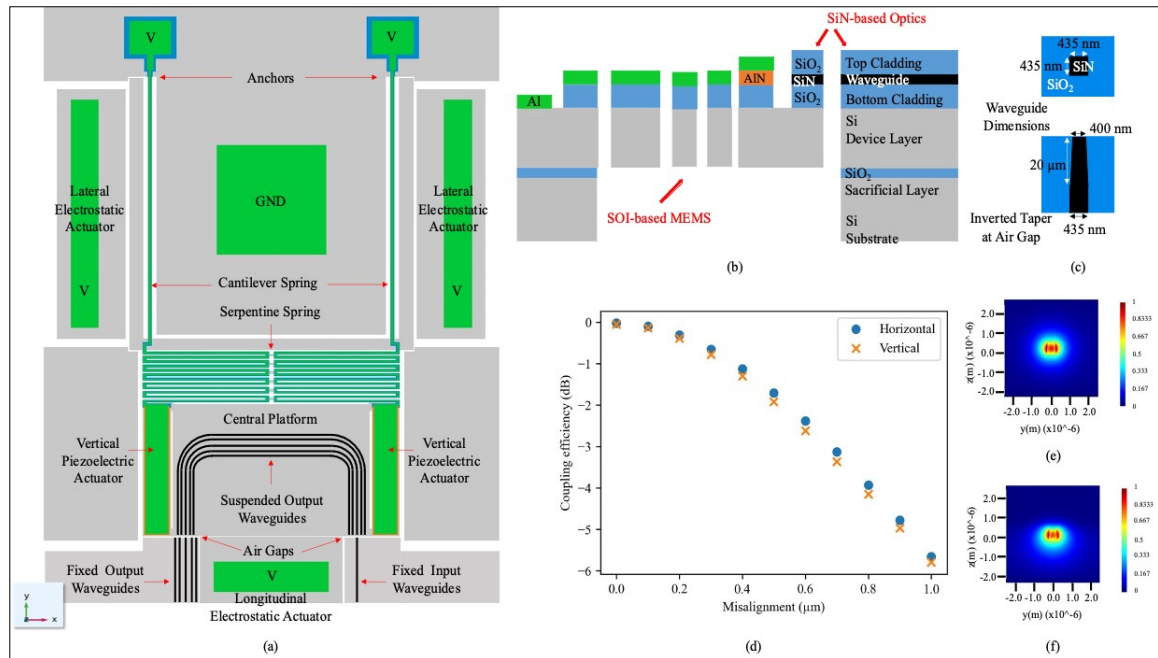 V
V
Anchors
Lateral
Electrostatic
Actuator
V
GND
Lateral
Electrostatic
Actuator
V
Cantilever Spring
Serpentine Spring
Central Platform
Vertical
Piezoelectric
Actuator
Vertical
Piezoelectric
Actuator
Suspended Output
Waveguides
Air Gaps
Fixed Output
Waveguides
V
Fixed Input
Waveguides
Longitudinal
Electrostatic Actuator
y
z
x
(a)
SiN-based Optics
SiO2
Top Cladding
AlN
SiN
Waveguide
Al
SiO2
Bottom Cladding
Si
Device Layer
SiO2
Sacrificial Layer
SOI-based MEMS
Si
Substrate
(b)
435 nm
435 nm
SiN
SiO2
Waveguide
Dimensions
400 nm
20 μm
Inverted Taper
at Air Gap
435 nm
(c)
Coupling efficiency (dB)
0
−1
−2
−3
−4
−5
−6
Horizontal
Vertical
0.0 0.2 0.4 0.6 0.8 1.0
Misalignment (μm)
(d)
z(m) (x10^-6)
2.0
1.0
0.0
-1.0
-2.0
-2.0 0.0 2.0
y(m) (x10^-6)
1
0.8333
0.667
0.5
0.333
0.167
0
(e)
z(m) (x10^-6)
2.0
1.0
0.0
-1.0
-2.0
-2.0 0.0 2.0
y(m) (x10^-6)
1
0.8333
0.667
0.5
0.333
0.167
0
(f)